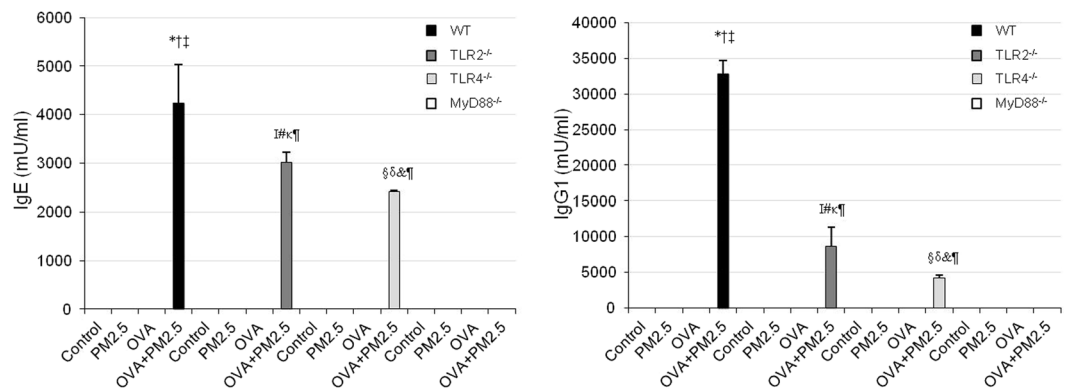 IgE (mU/ml)
6000
5000
4000
3000
2000
1000
0
*†‡
I#κ¶
§δ&¶
WT
TLR2-/-
TLR4-/-
MyD88-/-
Control
PM2.5
OVA
OVA+PM2.5
Control
PM2.5
OVA
OVA+PM2.5
Control
PM2.5
OVA
OVA+PM2.5
Control
PM2.5
OVA
OVA+PM2.5
IgG1 (mU/ml)
40000
35000
30000
25000
20000
15000
10000
5000
0
*†‡
I#κ¶
§δ&¶
WT
TLR2-/-
TLR4-/-
MyD88-/-
Control
PM2.5
OVA
OVA+PM2.5
Control
PM2.5
OVA
OVA+PM2.5
Control
PM2.5
OVA
OVA+PM2.5
Control
PM2.5
OVA
OVA+PM2.5